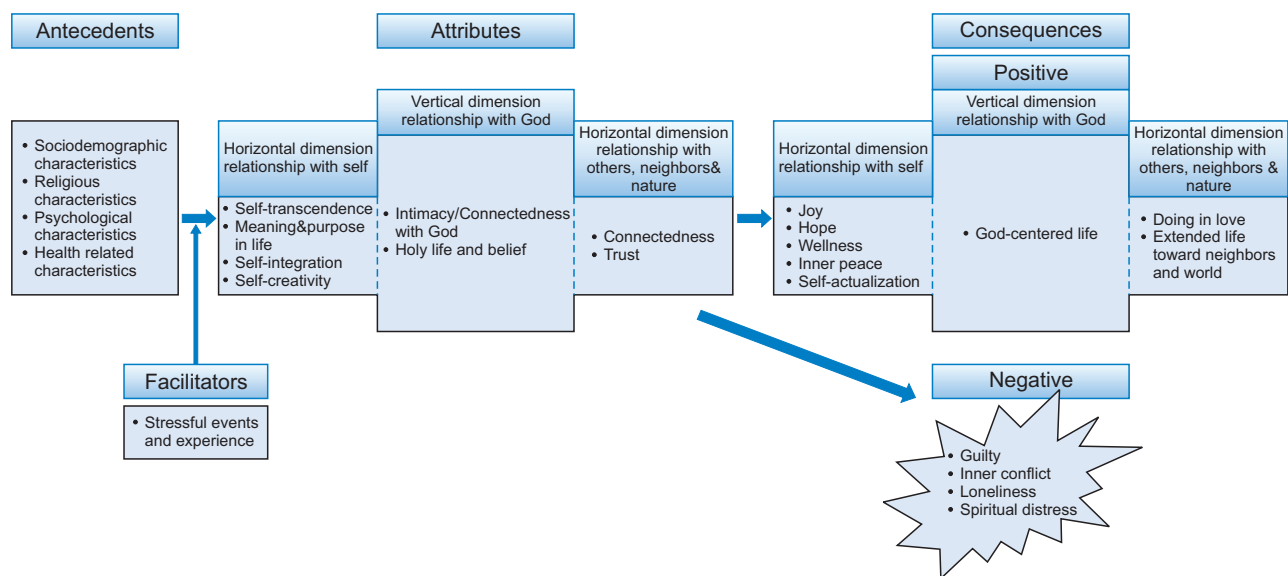 Antecedents
Attributes
Consequences
Positive
Vertical dimension
relationship with God
Vertical dimension
relationship with God
• Sociodemographic
characteristics
• Religious
characteristics
• Psychological
characteristics
• Health related
characteristics
Horizontal dimension
relationship with self
• Self-transcendence
• Meaning&purpose
in life
• Self-integration
• Self-creativity
• Intimacy/Connectedness
with God
• Holy life and belief
Horizontal dimension
relationship with
others, neighbors&
nature
• Connectedness
• Trust
Horizontal dimension
relationship with self
• Joy
• Hope
• Wellness
• Inner peace
• Self-actualization
• God-centered life
Horizontal dimension
relationship with
others, neighbors &
nature
• Doing in love
• Extended life
toward neighbors
and world
Facilitators
• Stressful events
and experience
Negative
• Guilty
• Inner conflict
• Loneliness
• Spiritual distress